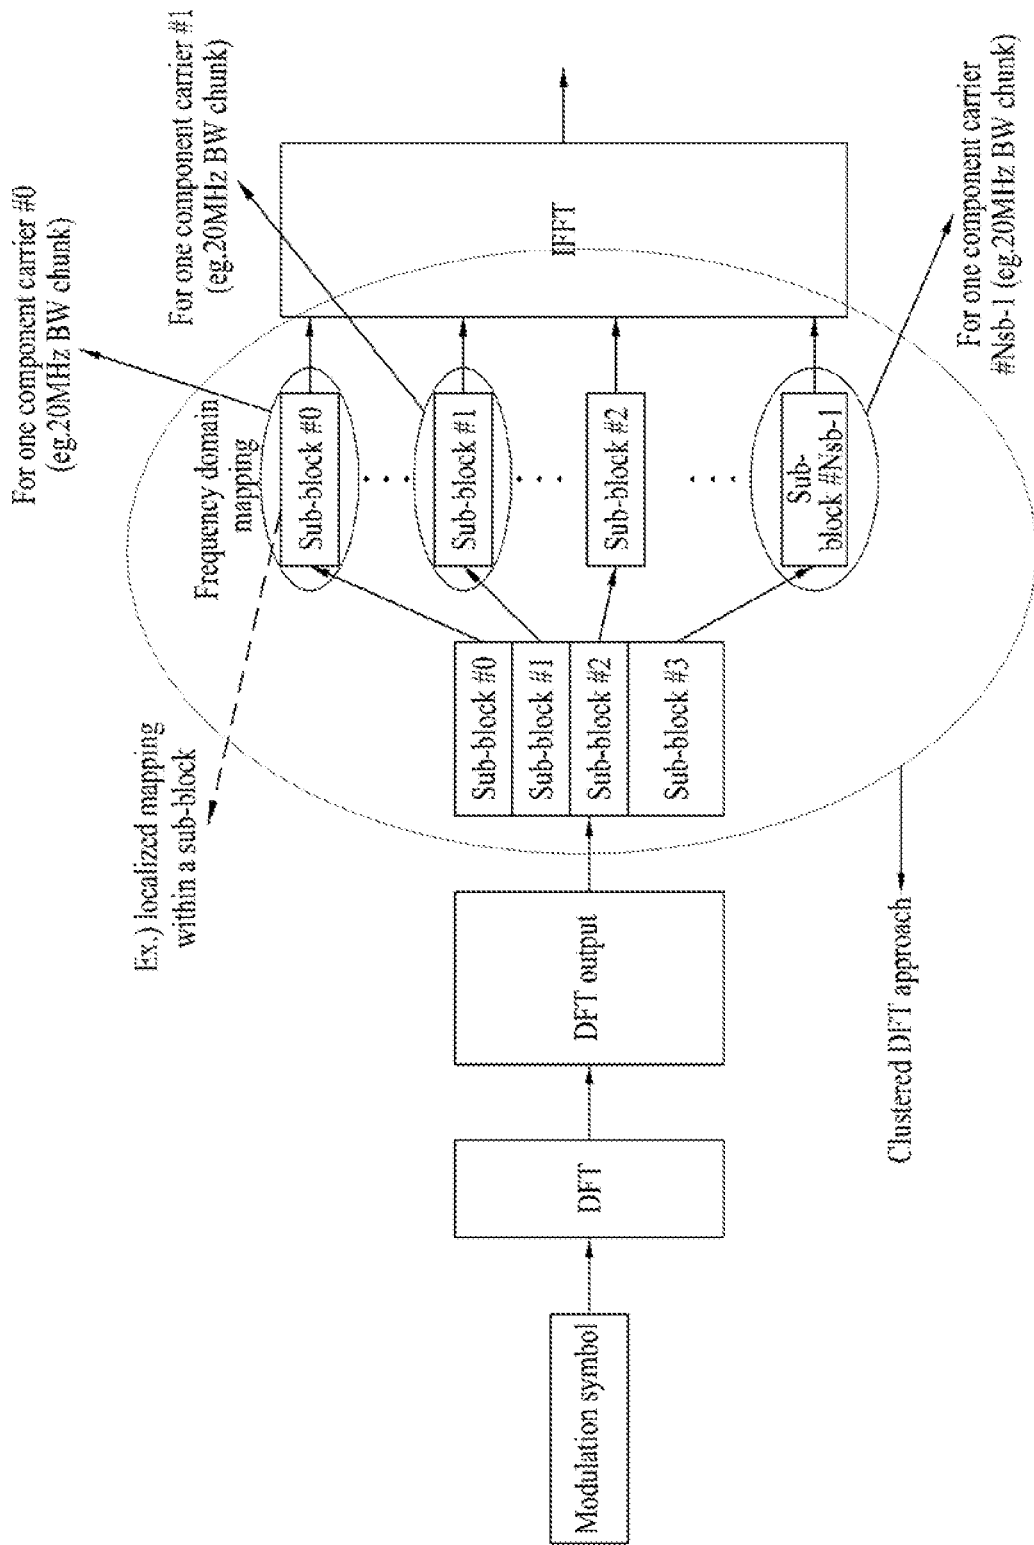 For one component carrier #0
(eg.20MHz BW chunk)
For one component carrier #1
(eg.20MHz BW chunk)
Frequency domain
mapping
Ex.) localized mapping
within a sub-block
Modulation symbol
DFT
DFT output
Sub-block #0
Sub-block #1
Sub-block #2
Sub-block #3
Sub-block #0
Sub-block #1
Sub-block #2
Sub-
block #Nsb-1
IFFT
For one component carrier
#Nsb-1 (eg.20MHz BW chunk)
Clustered DFT approach